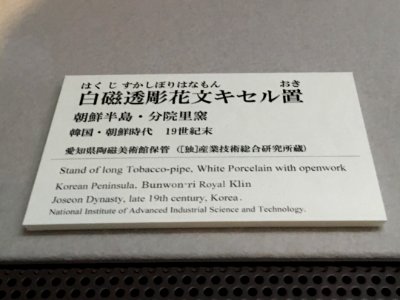 はくじすかしぼりはなもん おき
白磁透彫花文キセル置
朝鮮半島・分院里窯
韓国・朝鮮時代 19世紀末
愛知県陶磁美術館保管（［独］産業技術総合研究所蔵）
Stand of long Tobacco-pipe, White Porcelain with openwork
Korean Peninsula, Bunwon-ri Royal Klin
Joseon Dynasty, late 19th century, Korea.
National Institute of Advanced Industrial Science and Technology.